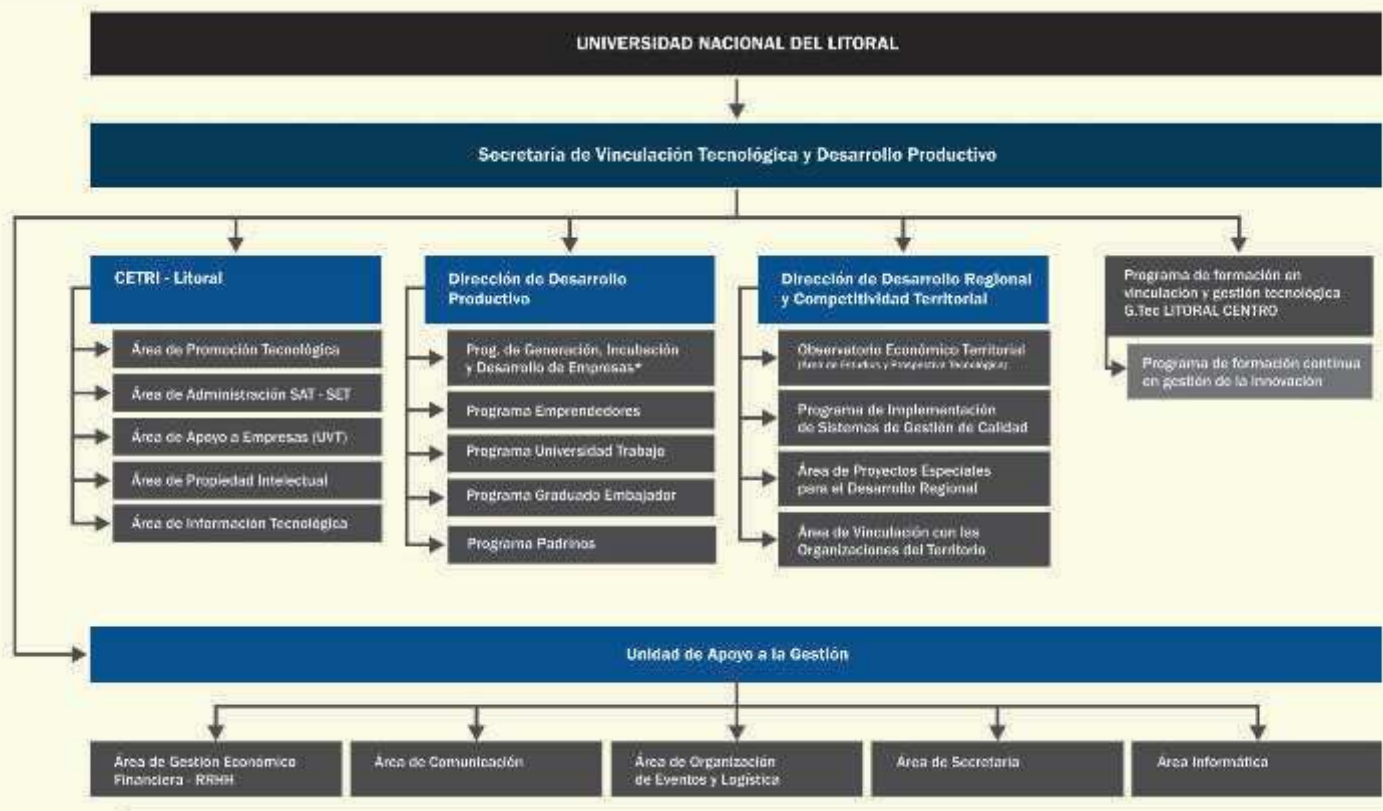 UNIVERSIDAD NACIONAL DEL LITORAL
Secretaría de Vinculación Tecnológica y Desarrollo Productivo
CETRI - Litoral
Área de Promoción Tecnológica
Área de Administración SAT - SET
Área de Apoyo a Empresas (UVT)
Área de Propiedad Intelectual
Área de Información Tecnológica
Dirección de Desarrollo
Productivo
Prog. de Generación, Incubación
y Desarrollo de Empresas*
Programa Emprendedores
Programa Universidad Trabajo
Programa Graduado Embajador
Programa Padrinos
Dirección de Desarrollo Regional
y Competitividad Territorial
Observatorio Económico Territorial
(Área de Estudios y Prospectiva Tecnológica)
Programa de Implementación
de Sistemas de Gestión de Calidad
Área de Proyectos Especiales
para el Desarrollo Regional
Área de Vinculación con las
Organizaciones del Territorio
Programa de formación en
vinculación y gestión tecnológica
G.Tec LITORAL CENTRO
Programa de formación continua
en gestión de la innovación
Unidad de Apoyo a la Gestión
Área de Gestión Económico
Financiera - RRHH
Área de Comunicación
Área de Organización
de Eventos y Logística
Área de Secretaría
Área Informática